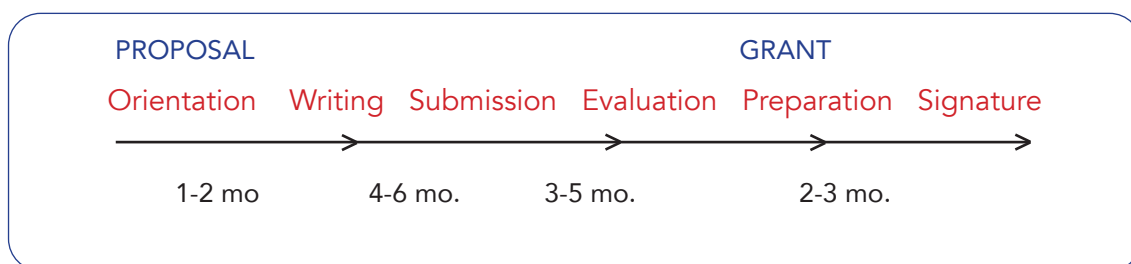 PROPOSAL GRANT
Orientation Writing Submission Evaluation Preparation Signature
1-2 mo 4-6 mo. 3-5 mo. 2-3 mo.